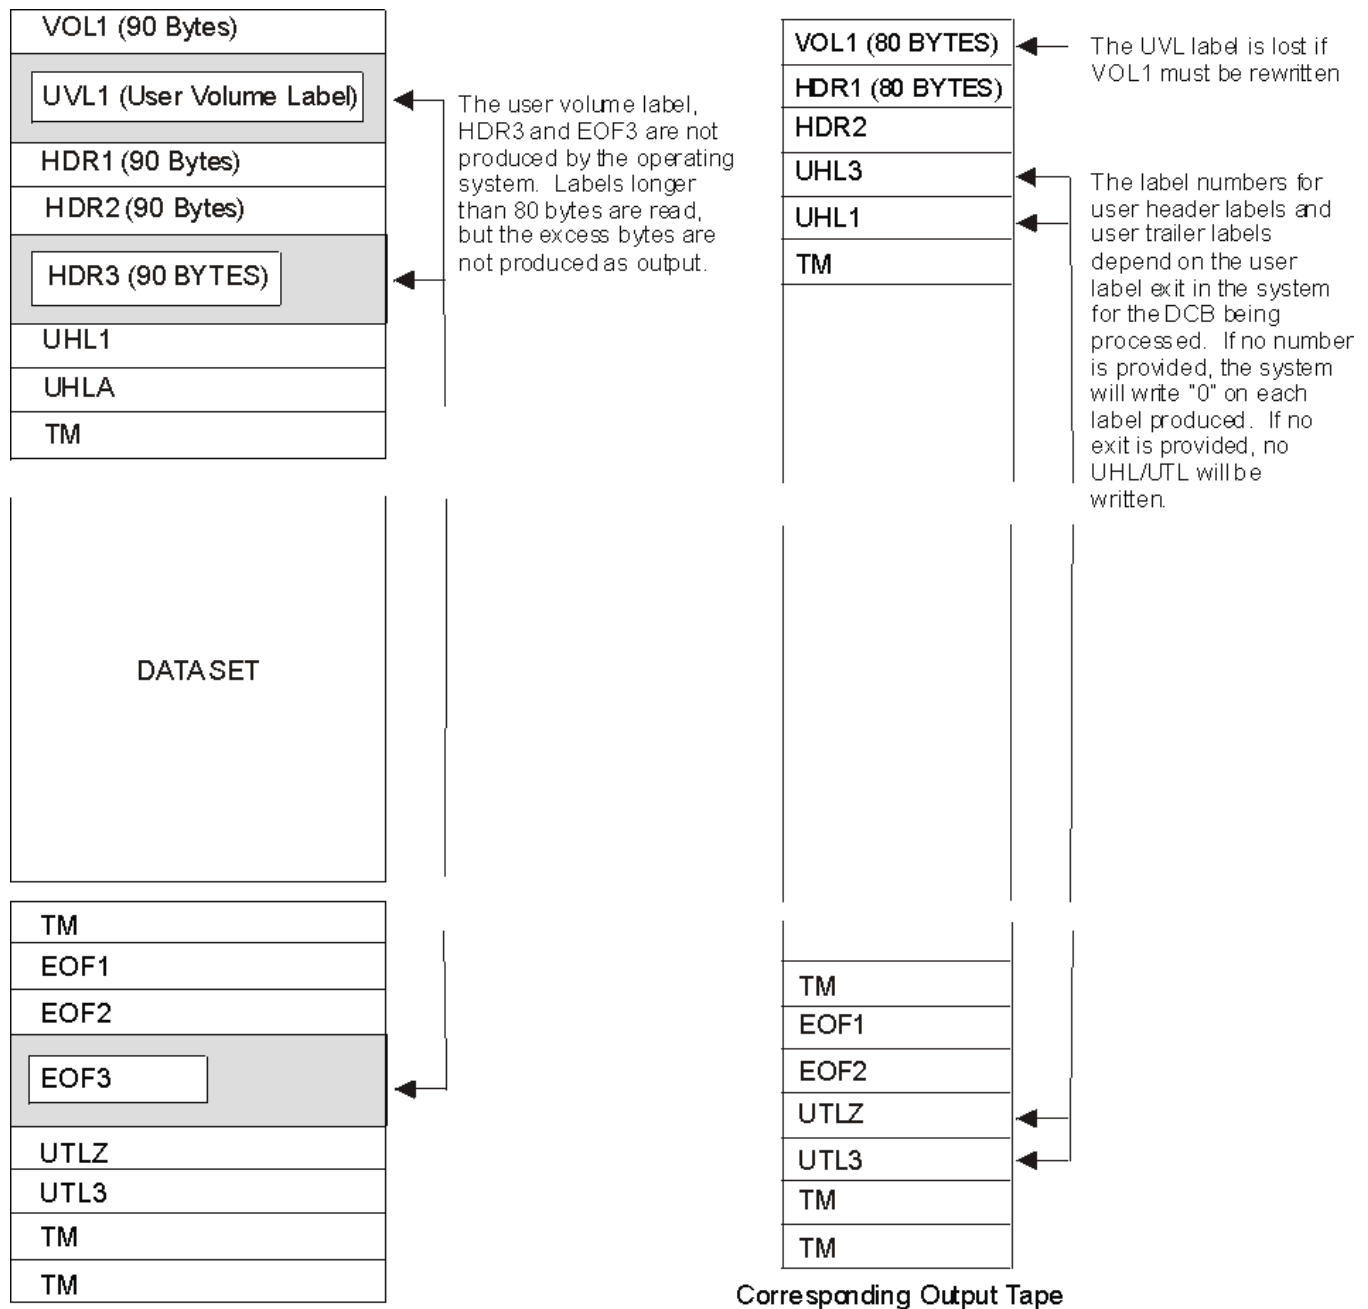 VOL1 (90 Bytes)
UVL1 (User Volume Label)
HDR1 (90 Bytes)
HDR2 (90 Bytes)
HDR3 (90 BYTES)
UHL1
UHLA
TM
The user volume label,
HDR3 and EOF3 are not
produced by the operating
system. Labels longer
than 80 bytes are read,
but the excess bytes are
not produced as output.
DATASET
TM
EOF1
EOF2
EOF3
UTLZ
UTL3
TM
TM
VOL1 (80 BYTES)
HDR1 (80 BYTES)
HDR2
UHL3
UHL1
TM
The UVL label is lost if
VOL1 must be rewritten
The label numbers for
user header labels and
user trailer labels
depend on the user
label exit in the system
for the DCB being
processed. If no number
is provided, the system
will write "0" on each
label produced. If no
exit is provided, no
UHL/UTL will be
written.
TM
EOF1
EOF2
UTLZ
UTL3
TM
TM
Corresponding Output Tape